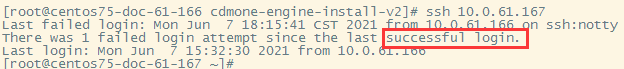 [root@centos75-doc-61-166 cdmone-engine-install-v2]# ssh 10.0.61.167
Last failed login: Mon Jun  7 18:15:41 CST 2021 from 10.0.61.166 on ssh:notty
There was 1 failed login attempt since the last successful login.
Last login: Mon Jun  7 15:32:30 2021 from 10.0.61.166
[root@centos75-doc-61-167 ~]#